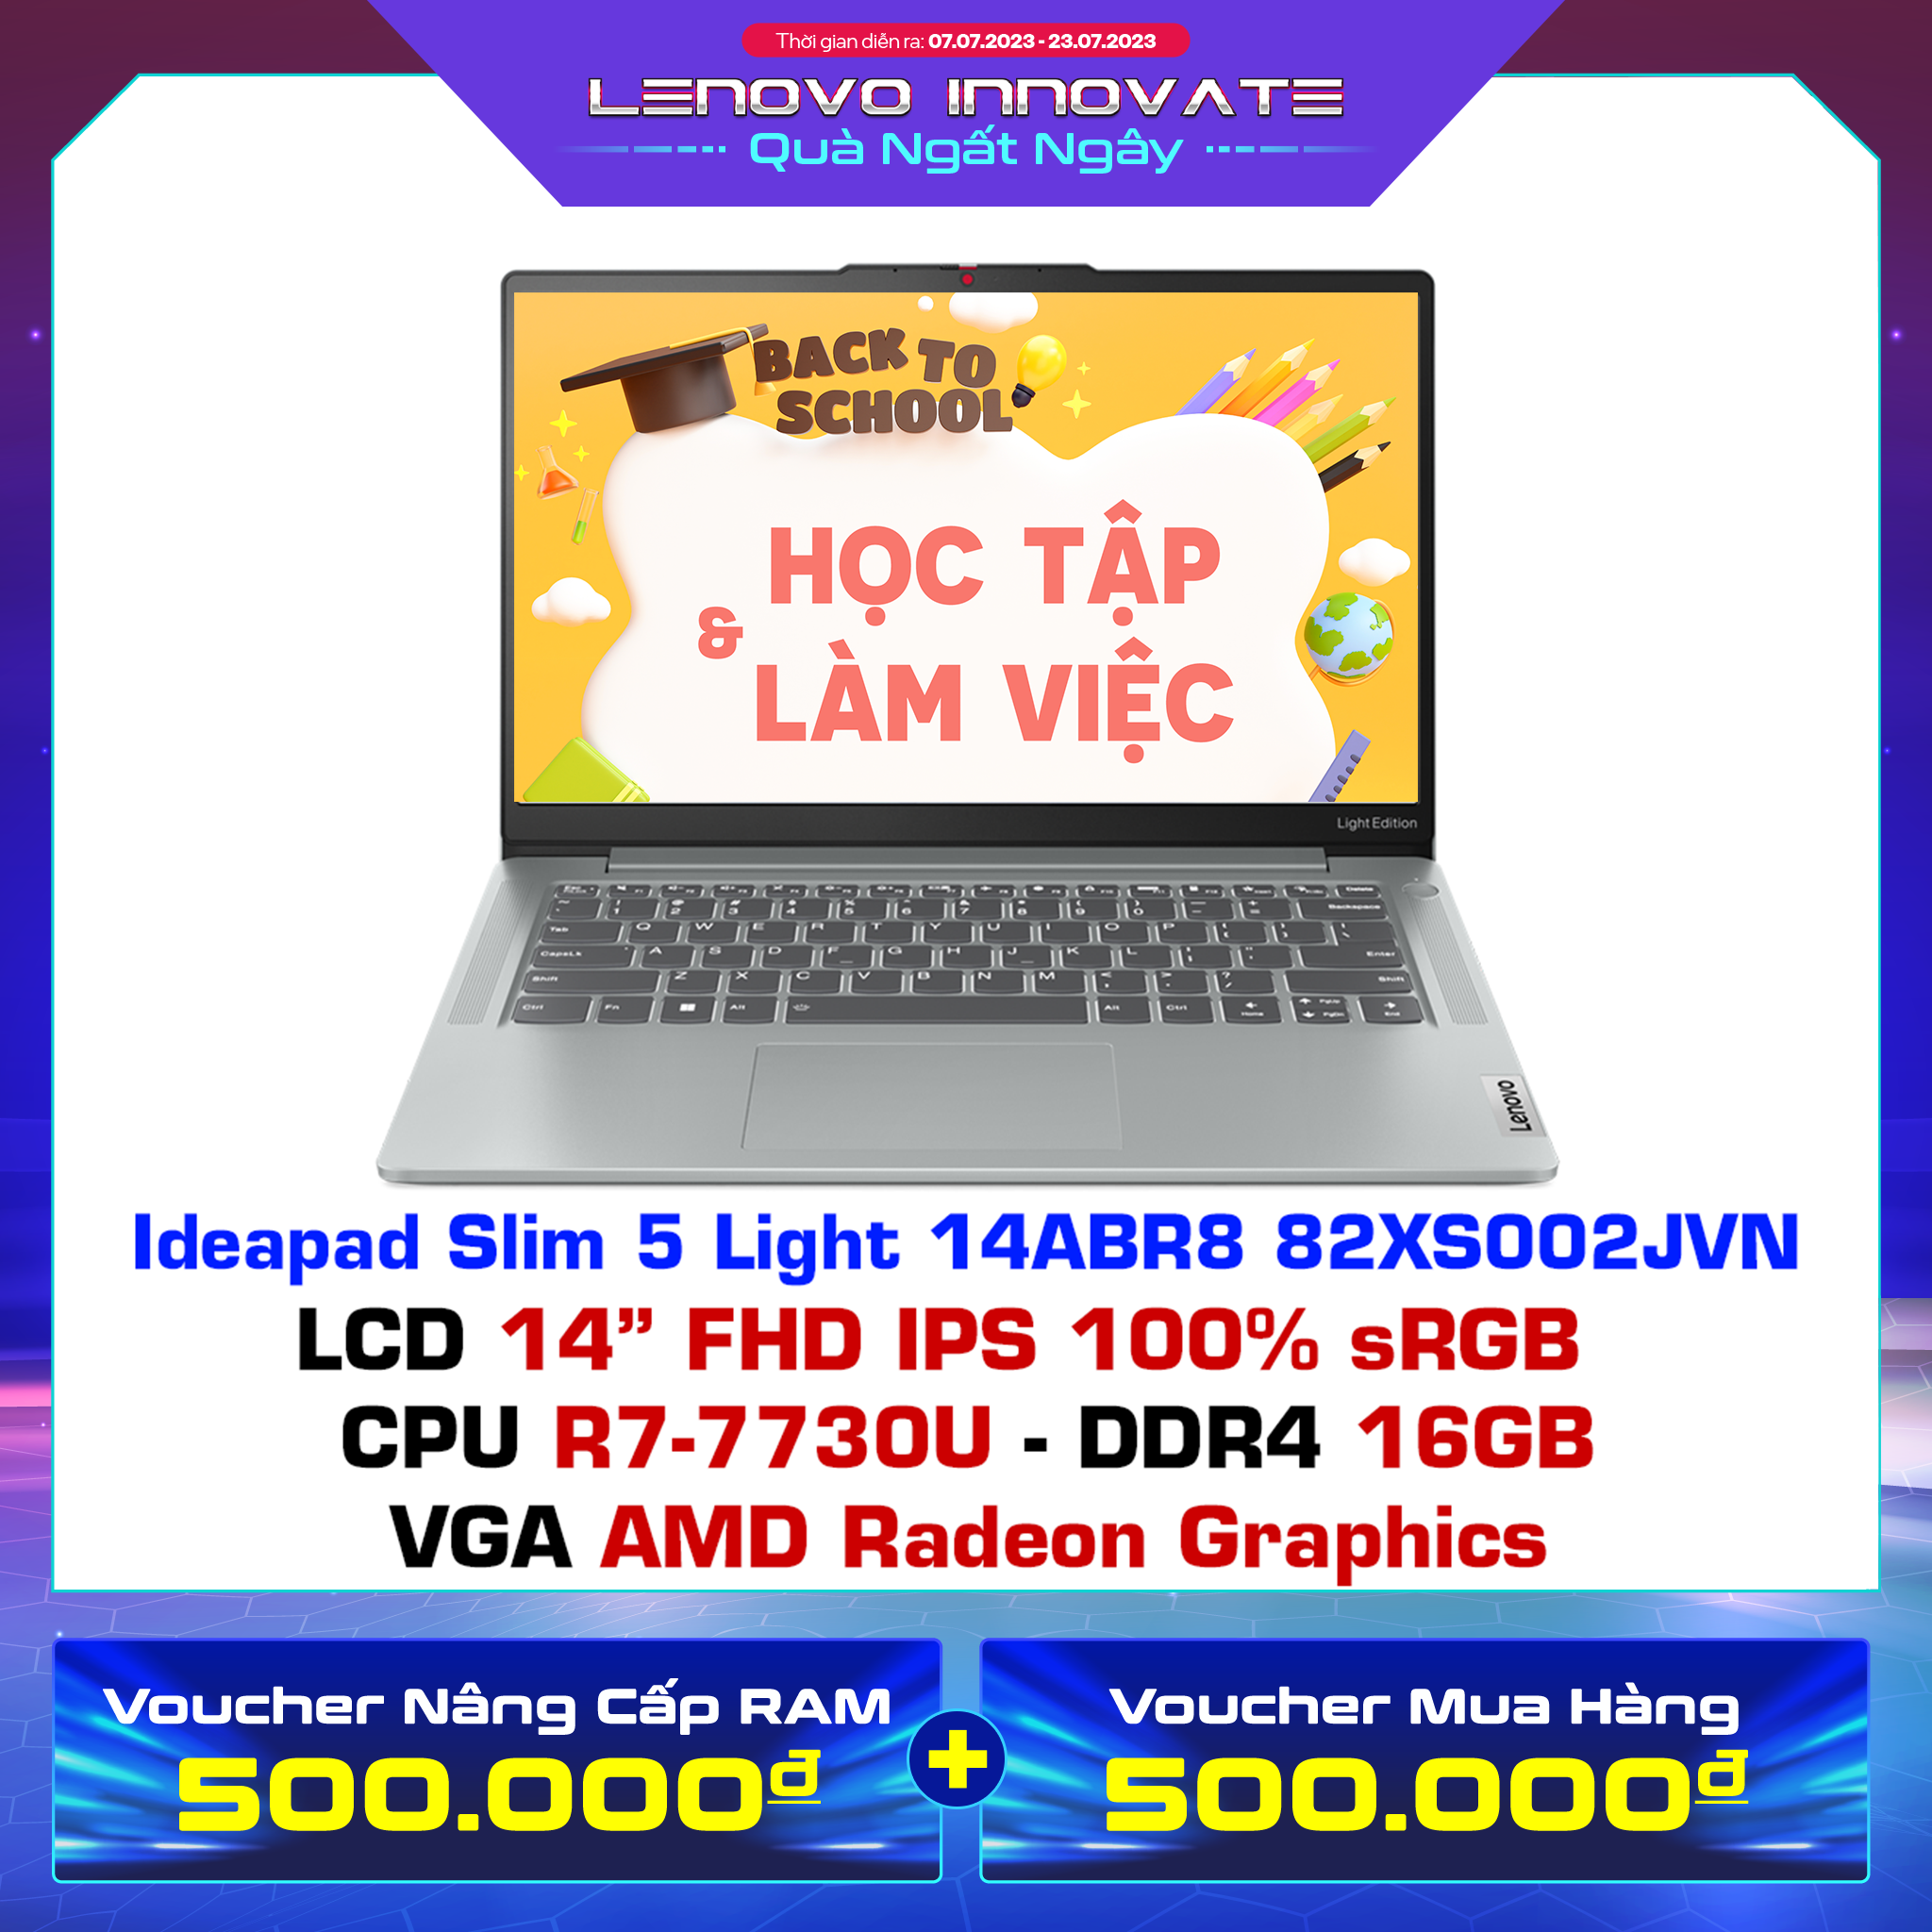 Thời gian diễn ra: 07.07.2023 - 23.07.2023
LENOVO INNOVATE
Quà Ngất Ngây
BACK TO
SCHOOL
HỌC TẬP
&
LÀM VIỆC
Light Edition
Lenovo
Ideapad Slim 5 Light 14ABR8 82XS002JVN
LCD 14” FHD IPS 100% sRGB
CPU R7-7730U - DDR4 16GB
VGA AMD Radeon Graphics
Voucher Nâng Cấp RAM
500.000đ
+
Voucher Mua Hàng
500.000đ